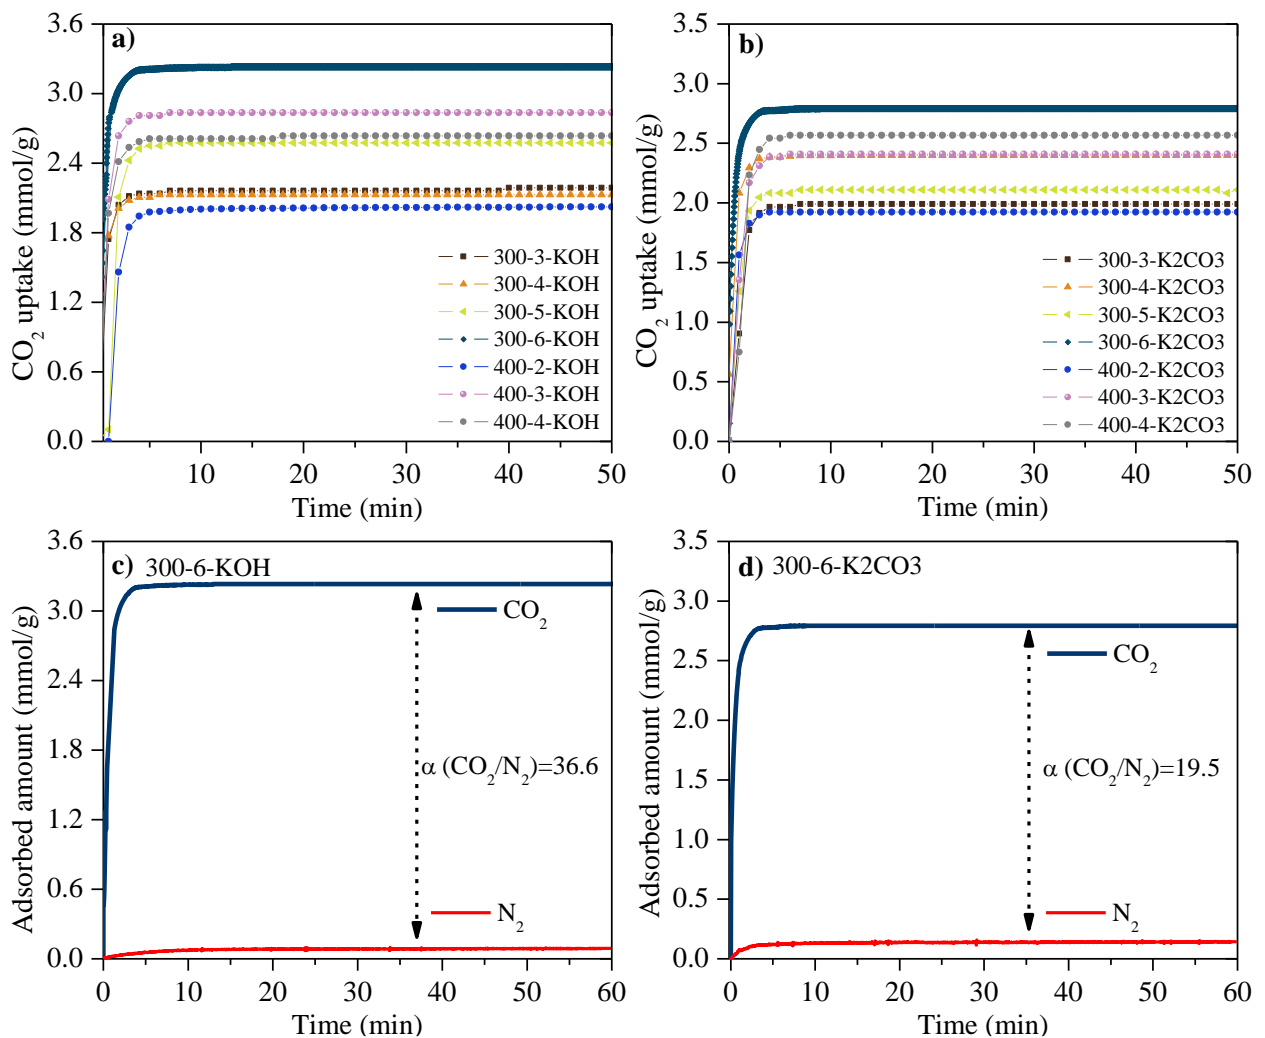 a)
3.6
3.0
2.4
1.8
1.2
0.6
0.0
CO2 uptake (mmol/g)
300-3-KOH
300-4-KOH
300-5-KOH
300-6-KOH
400-2-KOH
400-3-KOH
400-4-KOH
10 20 30 40 50
Time (min)
b)
3.5
3.0
2.5
2.0
1.5
1.0
0.5
0.0
CO2 uptake (mmol/g)
300-3-K2CO3
300-4-K2CO3
300-5-K2CO3
300-6-K2CO3
400-2-K2CO3
400-3-K2CO3
400-4-K2CO3
0 10 20 30 40 50
Time (min)
c) 300-6-KOH
3.6
3.0
2.4
1.8
1.2
0.6
0.0
Adsorbed amount (mmol/g)
CO2
α (CO2/N2)=36.6
N2
0 10 20 30 40 50 60
Time (min)
d) 300-6-K2CO3
3.5
3.0
2.5
2.0
1.5
1.0
0.5
0.0
Adsorbed amount (mmol/g)
CO2
α (CO2/N2)=19.5
N2
0 10 20 30 40 50 60
Time (min)